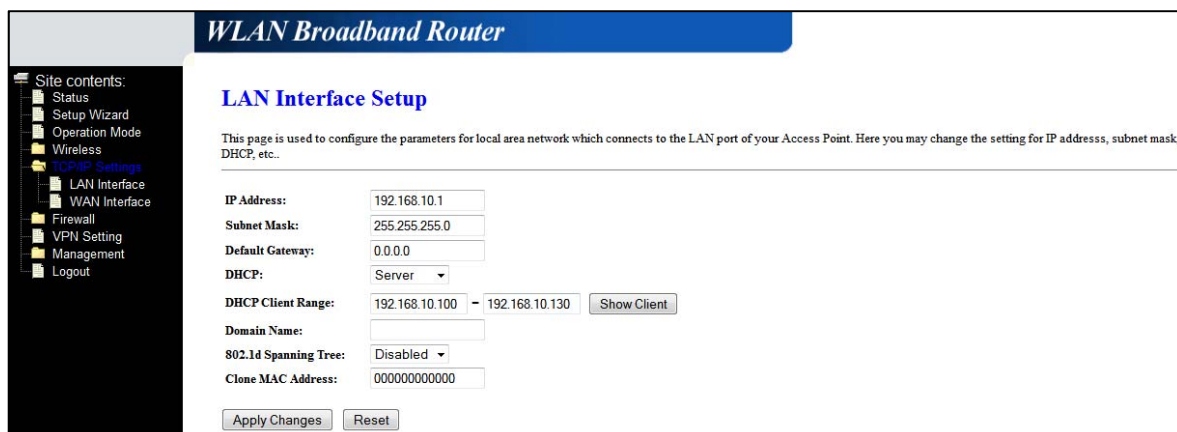 WLAN Broadband Router
Site contents:
Status
Setup Wizard
Operation Mode
Wireless
TCP/IP Settings
LAN Interface
WAN Interface
Firewall
VPN Setting
Management
Logout
LAN Interface Setup
This page is used to configure the parameters for local area network which connects to the LAN port of your Access Point. Here you may change the setting for IP addresss, subnet mask,
DHCP, etc..
IP Address: 192.168.10.1
Subnet Mask: 255.255.255.0
Default Gateway: 0.0.0.0
DHCP: Server
DHCP Client Range: 192.168.10.100 - 192.168.10.130 Show Client
Domain Name:
802.1d Spanning Tree: Disabled
Clone MAC Address: 000000000000
Apply Changes Reset